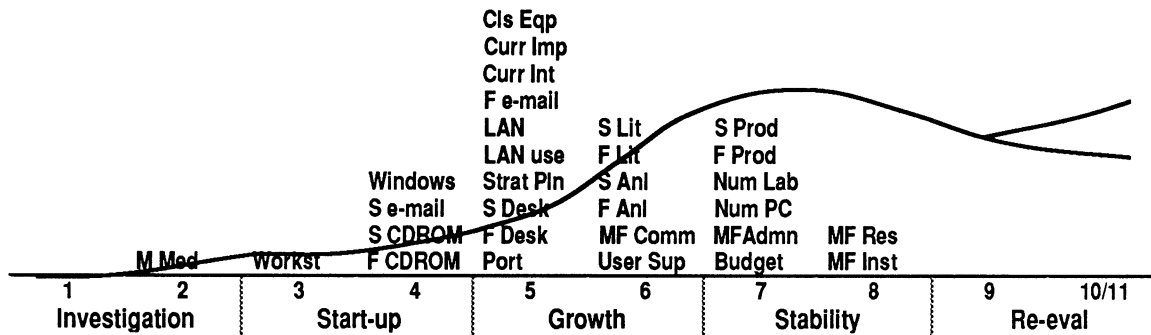 Cls Eqp
Curr Imp
Curr Int
F e-mail
LAN S Lit S Prod
LAN use F Lit F Prod
Windows Strat Pln S Anl Num Lab
S e-mail S Desk F Anl Num PC
S CDROM F Desk MF Comm MFAdmn MF Res
M Med Workst F CDROM Port User Sup Budget MF Inst
1 2 3 4 5 6 7 8 9 10/11
Investigation Start-up Growth Stability Re-eval